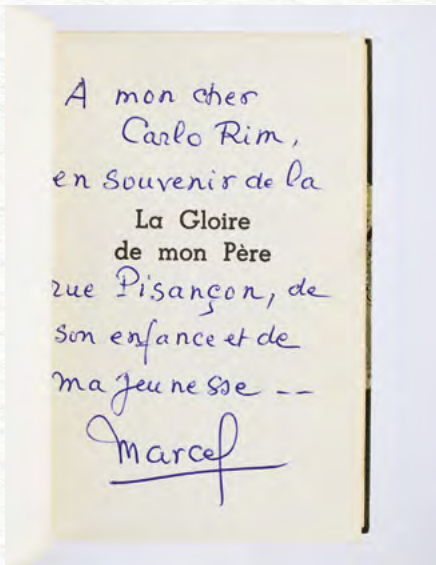 A mon cher
Carlo Rim,
en souvenir de la
La Gloire
de mon Père
rue Pisançon, de
son enfance et de
ma jeunesse --
Marcel